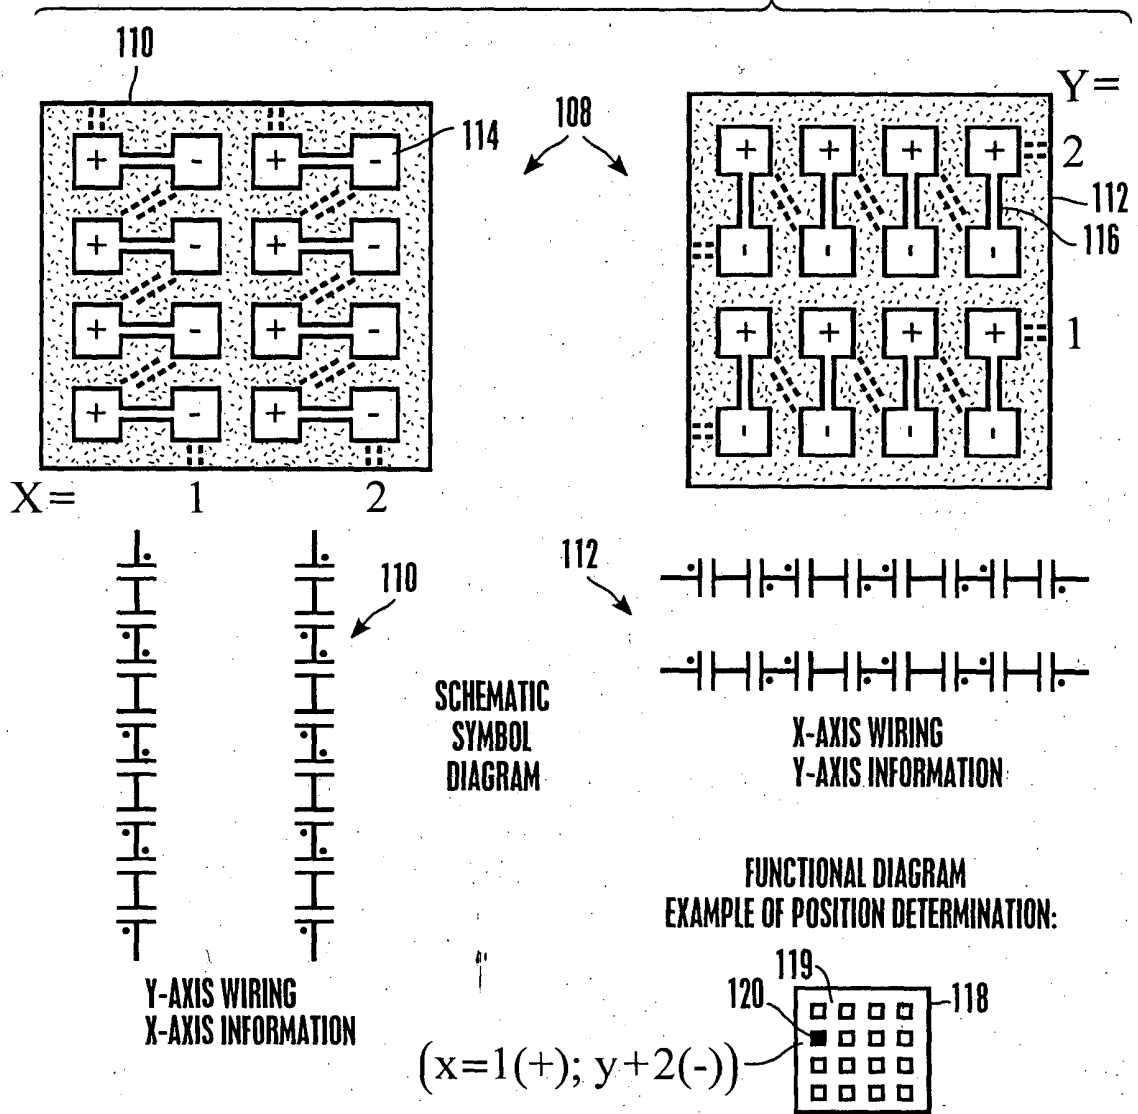 110
108
Y=
+ - + -
114
+ + + +
2
112
116
+ - + -
- - - -
+ - + -
+ + + +
1
+ - + -
- - - -
X= 1 2
110
112
SCHEMATIC
SYMBOL
DIAGRAM
X-AXIS WIRING
Y-AXIS INFORMATION
FUNCTIONAL DIAGRAM
EXAMPLE OF POSITION DETERMINATION:
Y-AXIS WIRING
X-AXIS INFORMATION
119
120
118
(x=1(+); y+2(-))